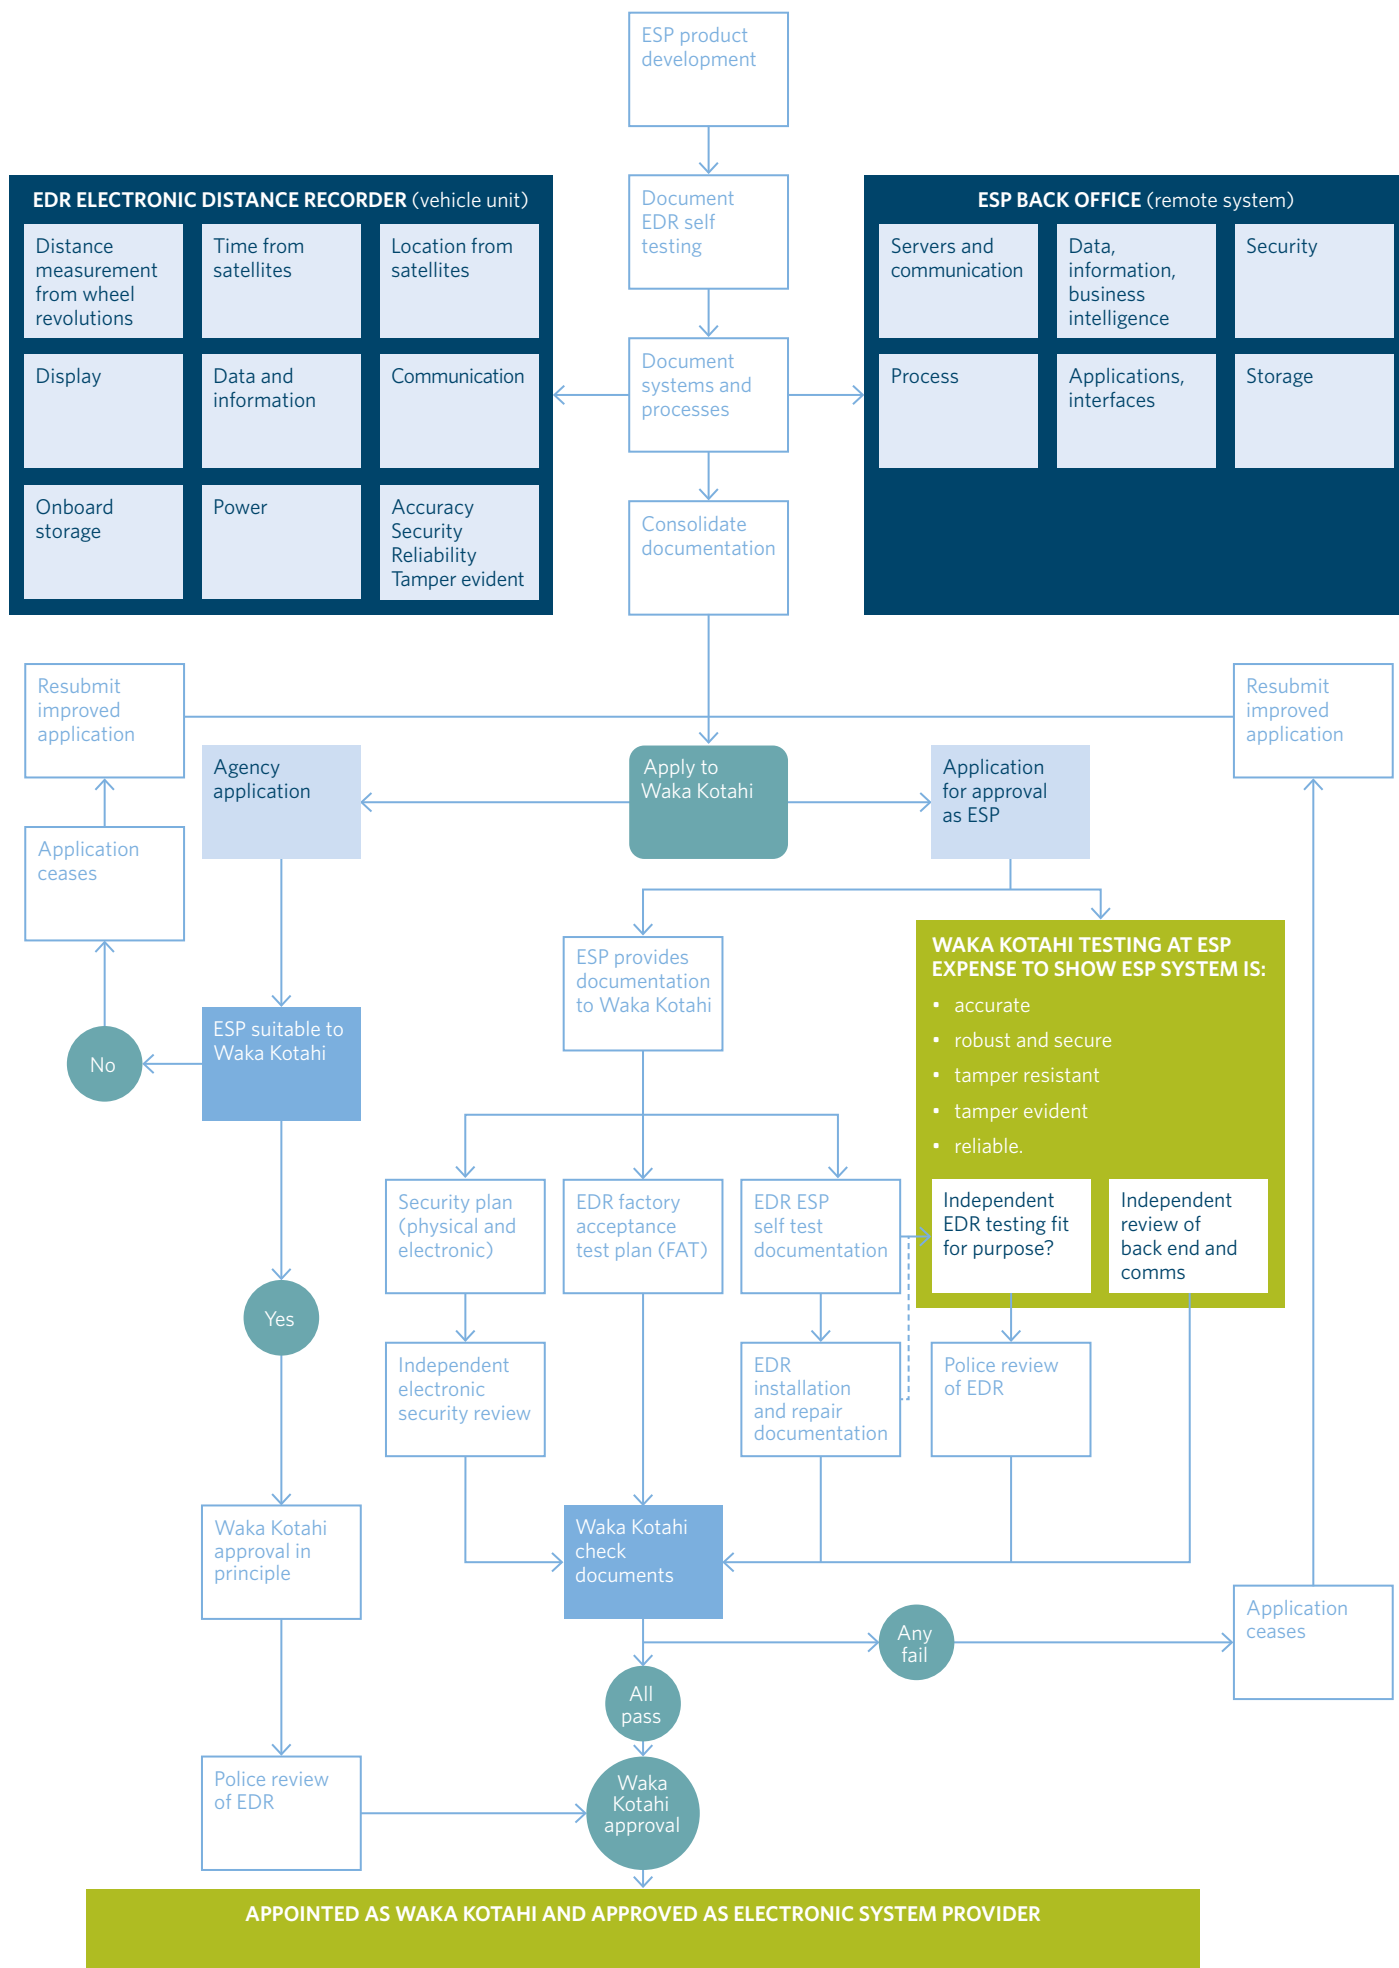 ESP product
development
Document
EDR self
testing
Document
systems and
processes
Consolidate
documentation
EDR ELECTRONIC DISTANCE RECORDER (vehicle unit)
Distance
measurement
from wheel
revolutions
Time from
satellites
Location from
satellites
Display
Data and
information
Communication
Onboard
storage
Power
Accuracy
Security
Reliability
Tamper evident
ESP BACK OFFICE (remote system)
Servers and
communication
Data,
information,
business
intelligence
Security
Process
Applications,
interfaces
Storage
Resubmit
improved
application
Resubmit
improved
application
Agency
application
Apply to
Waka Kotahi
Application
for approval
as ESP
Application
ceases
ESP provides
documentation
to Waka Kotahi
WAKA KOTAHI TESTING AT ESP
EXPENSE TO SHOW ESP SYSTEM IS:
• accurate
• robust and secure
• tamper resistant
• tamper evident
• reliable.
No
ESP suitable to
Waka Kotahi
Security plan
(physical and
electronic)
EDR factory
acceptance
test plan (FAT)
EDR ESP
self test
documentation
Independent
EDR testing fit
for purpose?
Independent
review of
back end and
comms
Yes
Independent
electronic
security review
EDR
installation
and repair
documentation
Police review
of EDR
Waka Kotahi
approval in
principle
Waka Kotahi
check
documents
Any
fail
Application
ceases
All
pass
Police review
of EDR
Waka
Kotahi
approval
APPOINTED AS WAKA KOTAHI AND APPROVED AS ELECTRONIC SYSTEM PROVIDER